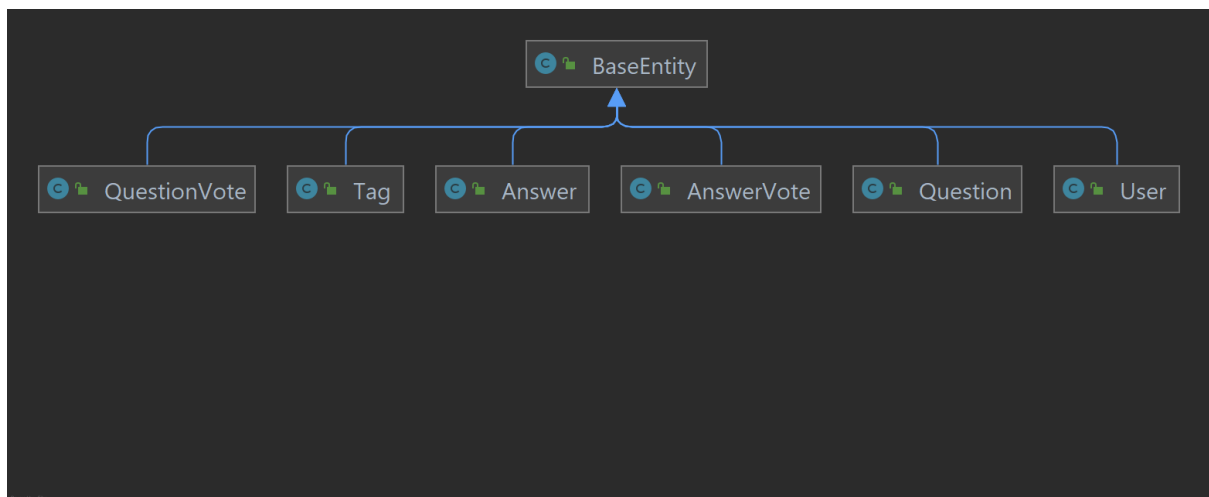 BaseEntity
QuestionVote
Tag
Answer
AnswerVote
Question
User